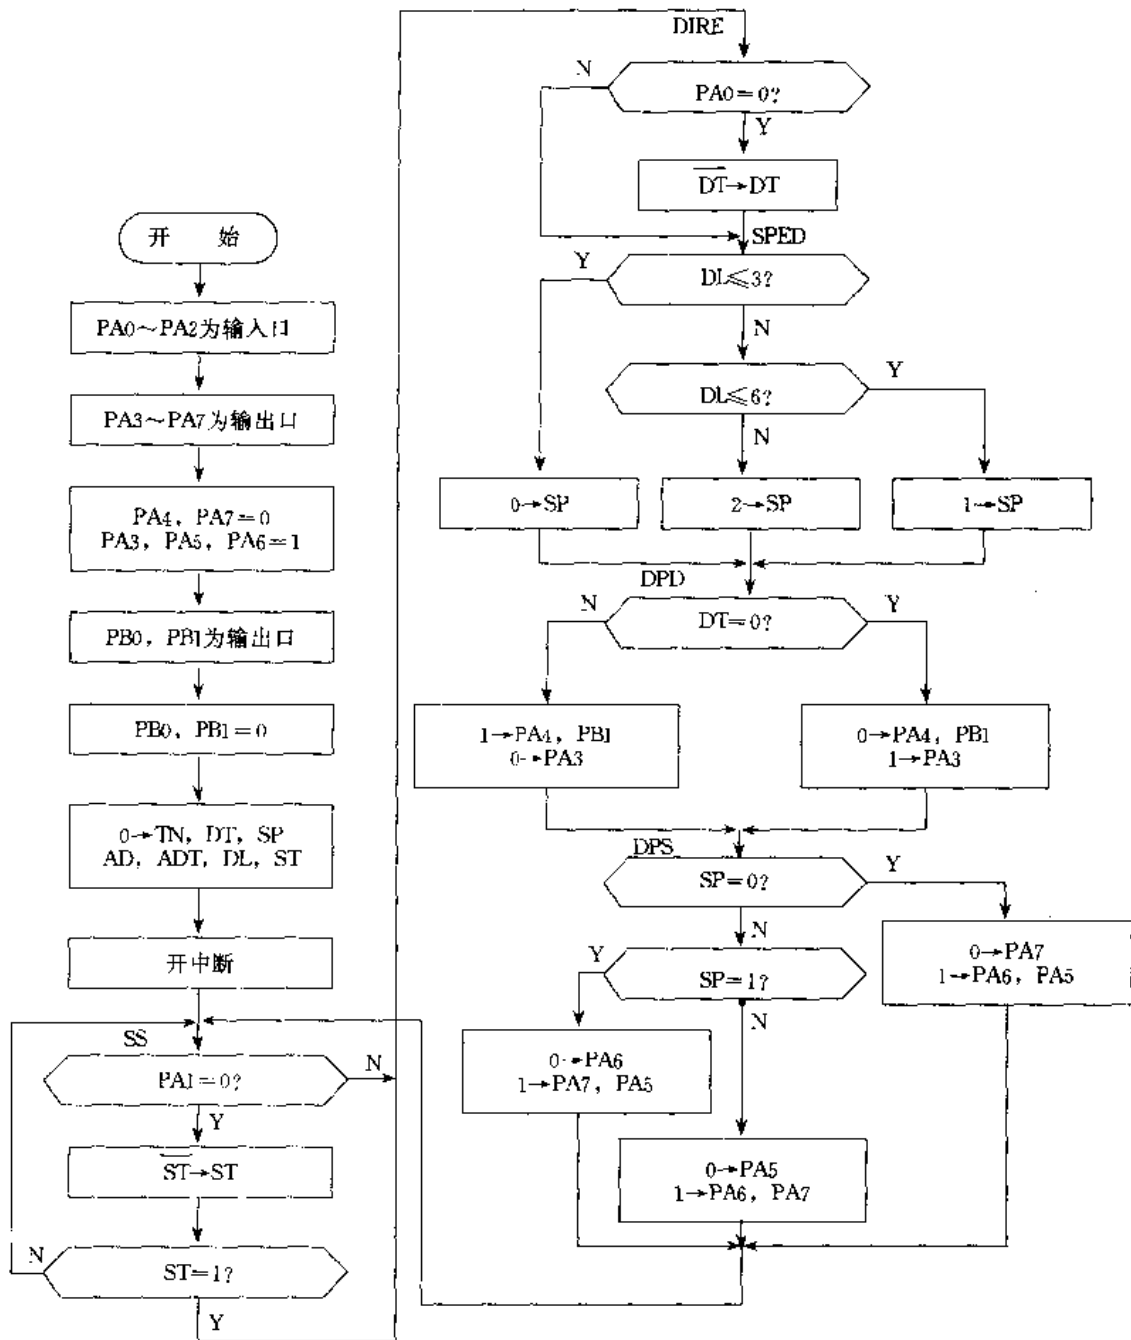 开 始
PA0～PA2为输入口
PA3～PA7为输出口
PA4，PA7=0
PA3，PA5，PA6=1
PB0，PB1为输出口
PB0，PB1=0
0→TN，DT，SP
AD，ADT，DL，ST
开中断
SS
PA1=0?
N
Y
S̅T̅→ST
N
ST=1?
Y
DIRE
N
PA0=0?
Y
D̅T̅→DT
SPED
Y
DL≤3?
N
DL≤6?
Y
N
0→SP
2→SP
1→SP
DPD
N
DT=0?
Y
1→PA4，PB1
0→PA3
0→PA4，PB1
1→PA3
DPS
SP=0?
Y
N
Y
SP=1?
N
0→PA7
1→PA6，PA5
0→PA6
1→PA7，PA5
0→PA5
1→PA6，PA7